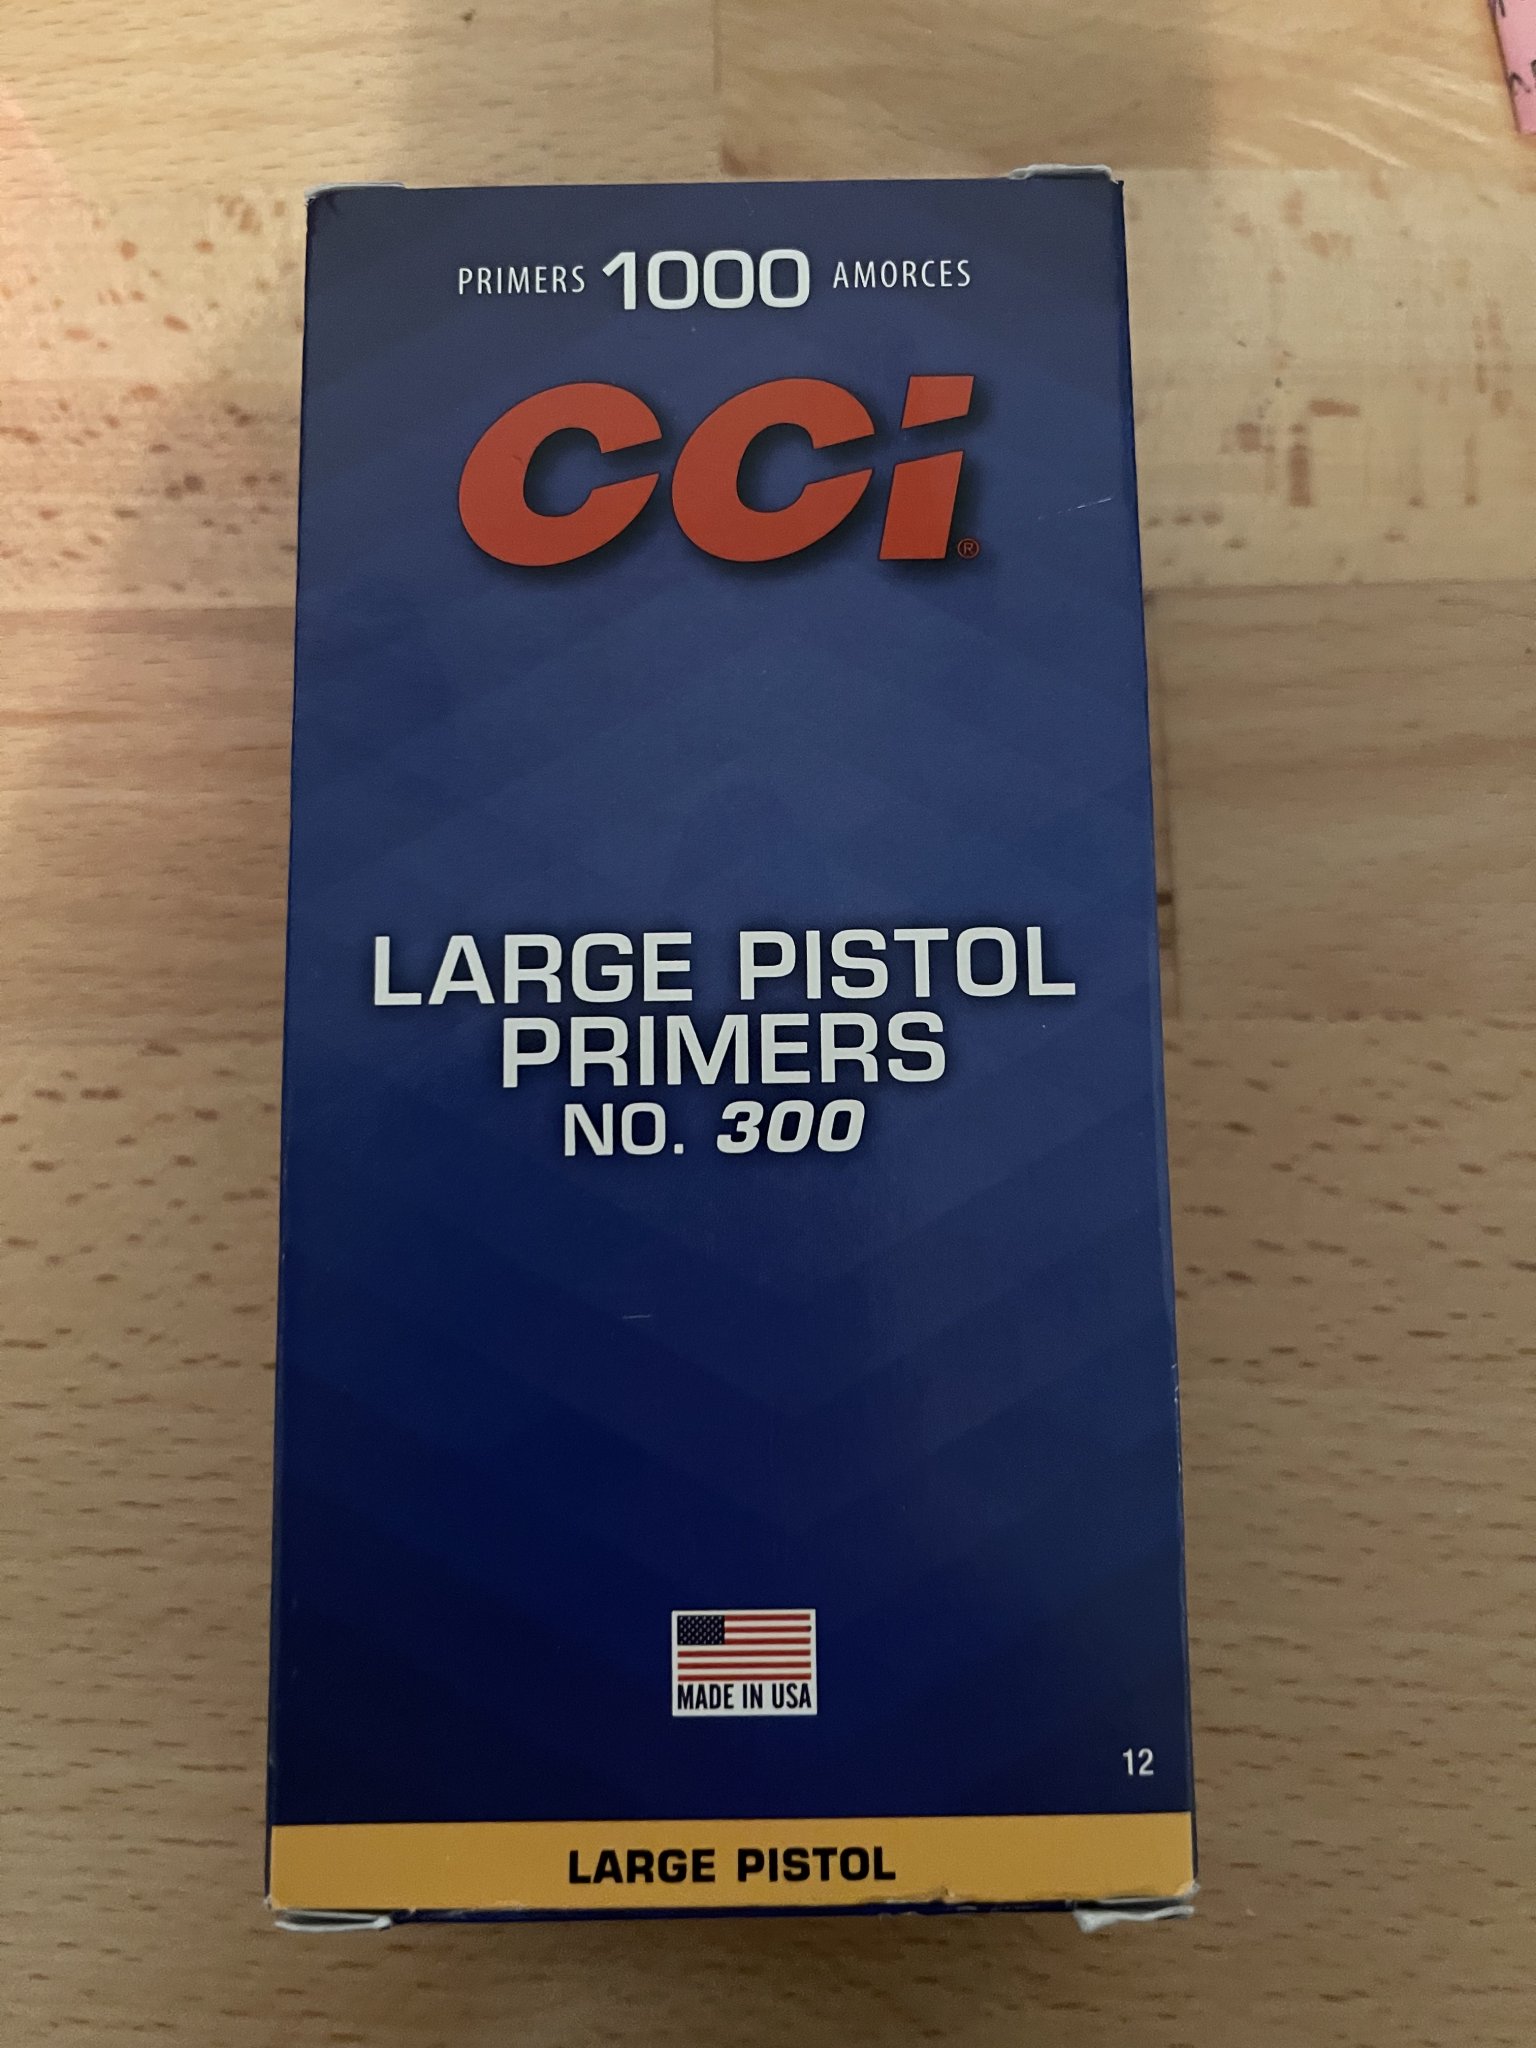 PRIMERS 1000 AMORCES
CCI®
LARGE PISTOL
PRIMERS
NO. 300
MADE IN USA
12
LARGE PISTOL